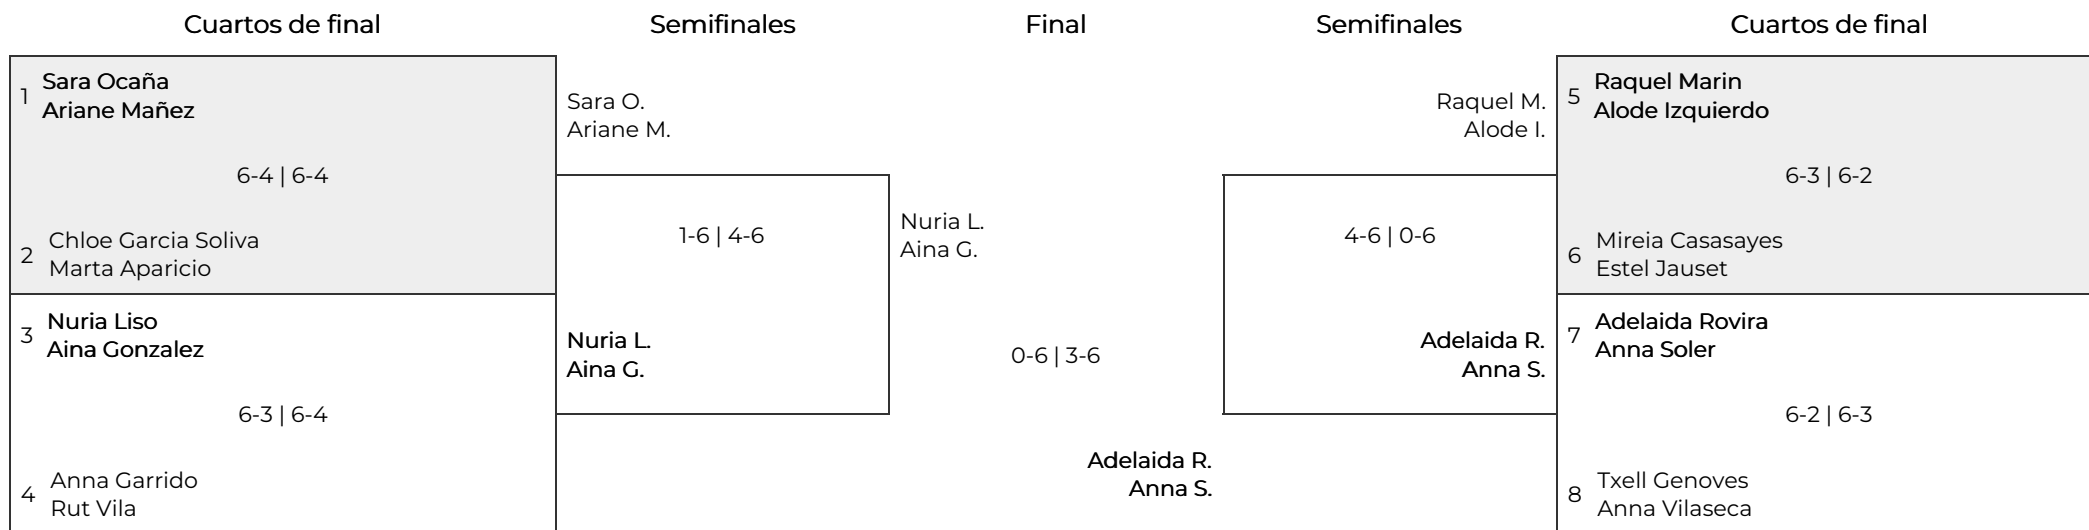 Cuartos de final
Semifinales
Final
Semifinales
Cuartos de final
1
Sara Ocaña
Ariane Mañez
6-4 | 6-4
2
Chloe Garcia Soliva
Marta Aparicio
3
Nuria Liso
Aina Gonzalez
6-3 | 6-4
4
Anna Garrido
Rut Vila
Sara O.
Ariane M.
1-6 | 4-6
Nuria L.
Aina G.
Nuria L.
Aina G.
0-6 | 3-6
Adelaida R.
Anna S.
Raquel M.
Alode I.
4-6 | 0-6
Adelaida R.
Anna S.
5
Raquel Marin
Alode Izquierdo
6-3 | 6-2
6
Mireia Casasayes
Estel Jauset
7
Adelaida Rovira
Anna Soler
6-2 | 6-3
8
Txell Genoves
Anna Vilaseca